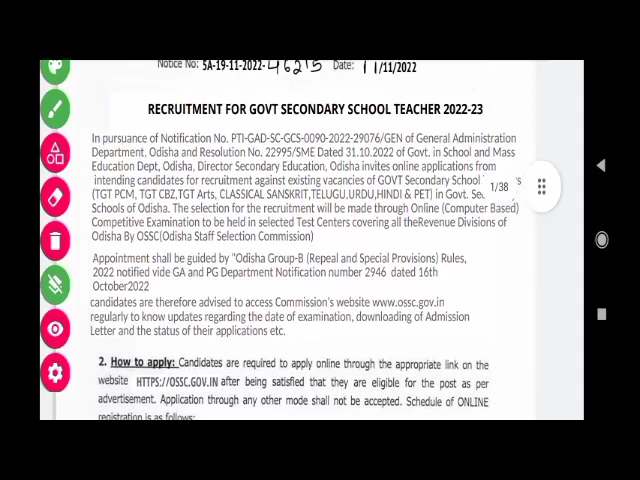 Notice No: 5A-19-11-2022-46215 Date: 11/11/2022
RECRUITMENT FOR GOVT SECONDARY SCHOOL TEACHER 2022-23
In pursuance of Notification No. PTI-GAD-SC-GCS-0090-2022-29076/GEN of General Administration
Department, Odisha and Resolution No. 22995/SME Dated 31.10.2022 of Govt. in School and Mass
Education Dept, Odisha, Director Secondary Education, Odisha invites online applications from
intending candidates for recruitment against existing vacancies of GOVT Secondary School
(TGT PCM, TGT CBZ,TGT Arts, CLASSICAL SANSKRIT,TELUGU,URDU,HINDI & PET) in Govt.
1/38
Schools of Odisha. The selection for the recruitment will be made through Online (Computer Based)
Competitive Examination to be held in selected Test Centers covering all theRevenue Divisions of
Odisha By OSSC(Odisha Staff Selection Commission)
Appointment shall be guided by "Odisha Group-B (Repeal and Special Provisions) Rules,
2022 notified vide GA and PG Department Notification number 2946 dated 16th
October2022
candidates are therefore advised to access Commission's website www.ossc.gov.in
regularly to know updates regarding the date of examination, downloading of Admission
Letter and the status of their applications etc.
2. How to apply: Candidates are required to apply online through the appropriate link on the
website HTTPS://OSSC.GOV.IN after being satisfied that they are eligible for the post as per
advertisement. Application through any other mode shall not be accepted. Schedule of ONLINE
registration is as follows: